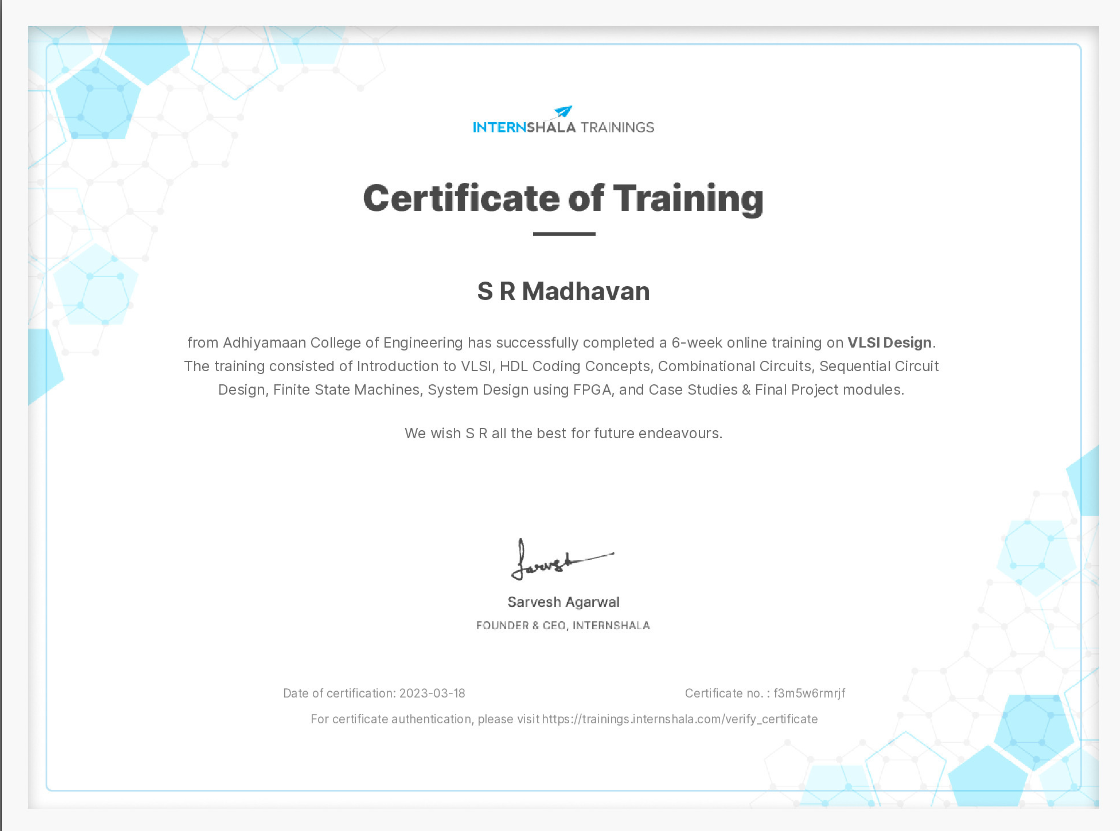 INTERNSHALA TRAININGS
Certificate of Training
S R Madhavan
from Adhiyamaan College of Engineering has successfully completed a 6-week online training on VLSI Design.
The training consisted of Introduction to VLSI, HDL Coding Concepts, Combinational Circuits, Sequential Circuit
Design, Finite State Machines, System Design using FPGA, and Case Studies & Final Project modules.
We wish S R all the best for future endeavours.
Sarvesh
Sarvesh Agarwal
FOUNDER & CEO, INTERNSHALA
Date of certification: 2023-03-18
Certificate no. : f3m5w6rmrjf
For certificate authentication, please visit https://trainings.internshala.com/verify_certificate